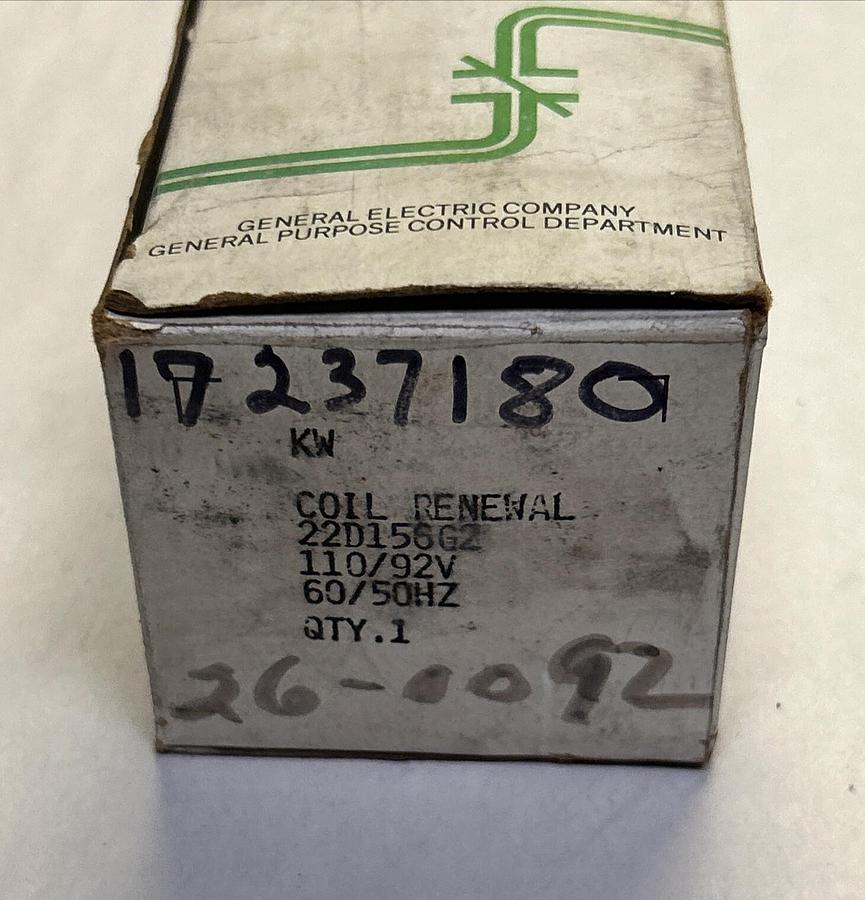 GENERAL ELECTRIC COMPANY
GENERAL PURPOSE CONTROL DEPARTMENT
17237180
KW
COIL RENEWAL
22D156G2
110/92V
60/50HZ
QTY.1
26-0092